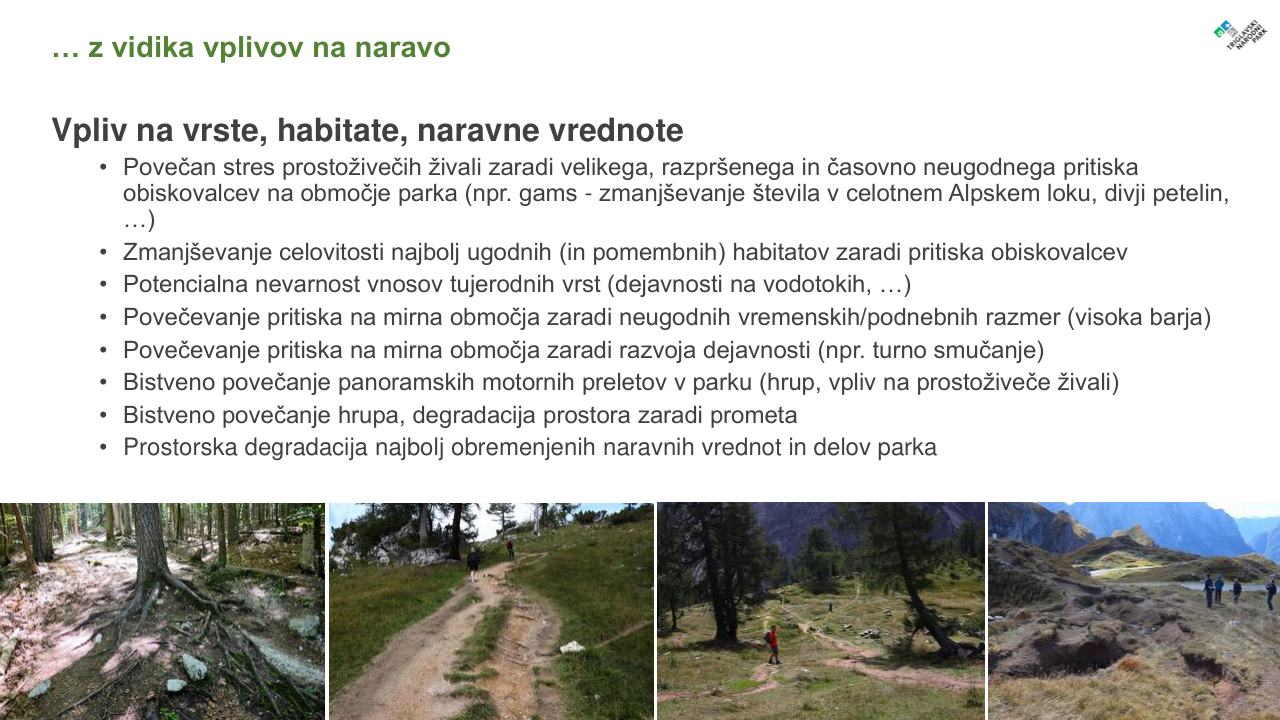 … z vidika vplivov na naravo
TRIGLAVSKI
NARODNI
PARK
Vpliv na vrste, habitate, naravne vrednote
• Povečan stres prostoživečih živali zaradi velikega, razpršenega in časovno neugodnega pritiska
obiskovalcev na območje parka (npr. gams - zmanjševanje števila v celotnem Alpskem loku, divji petelin,
…)
• Zmanjševanje celovitosti najbolj ugodnih (in pomembnih) habitatov zaradi pritiska obiskovalcev
• Potencialna nevarnost vnosov tujerodnih vrst (dejavnosti na vodotokih, …)
• Povečevanje pritiska na mirna območja zaradi neugodnih vremenskih/podnebnih razmer (visoka barja)
• Povečevanje pritiska na mirna območja zaradi razvoja dejavnosti (npr. turno smučanje)
• Bistveno povečanje panoramskih motornih preletov v parku (hrup, vpliv na prostoživeče živali)
• Bistveno povečanje hrupa, degradacija prostora zaradi prometa
• Prostorska degradacija najbolj obremenjenih naravnih vrednot in delov parka